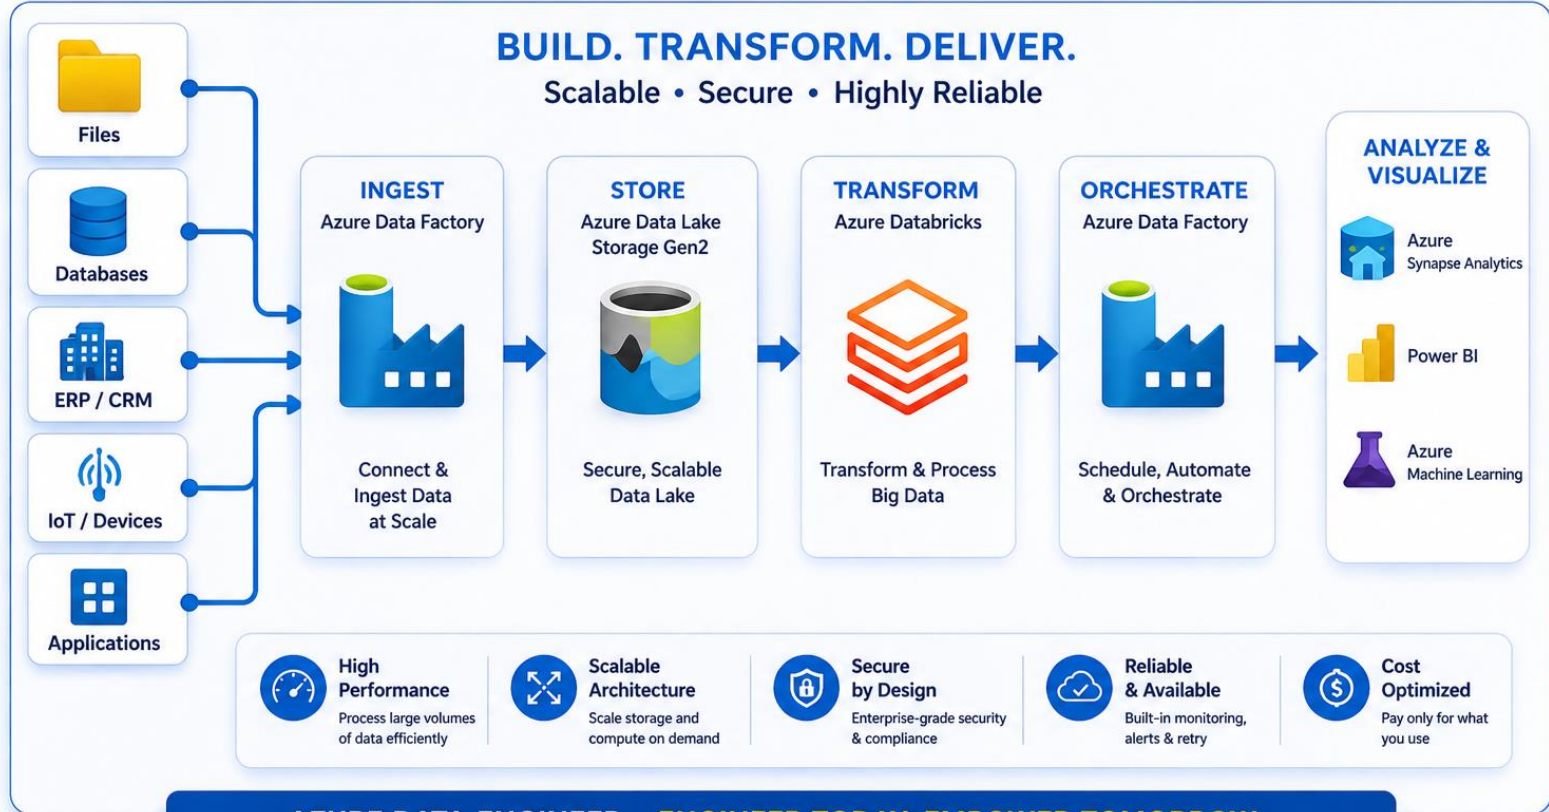 BUILD. TRANSFORM. DELIVER.
Scalable • Secure • Highly Reliable
Files
Databases
ERP / CRM
IoT / Devices
Applications
INGEST
Azure Data Factory
Connect &
Ingest Data
at Scale
STORE
Azure Data Lake
Storage Gen2
Secure, Scalable
Data Lake
TRANSFORM
Azure Databricks
Transform & Process
Big Data
ORCHESTRATE
Azure Data Factory
Schedule, Automate
& Orchestrate
ANALYZE &
VISUALIZE
Azure
Synapse Analytics
Power BI
Azure
Machine Learning
High
Performance
Process large volumes
of data efficiently
Scalable
Architecture
Scale storage and
compute on demand
Secure
by Design
Enterprise-grade security
& compliance
Reliable
& Available
Built-in monitoring,
alerts & retry
Cost
Optimized
Pay only for what
you use